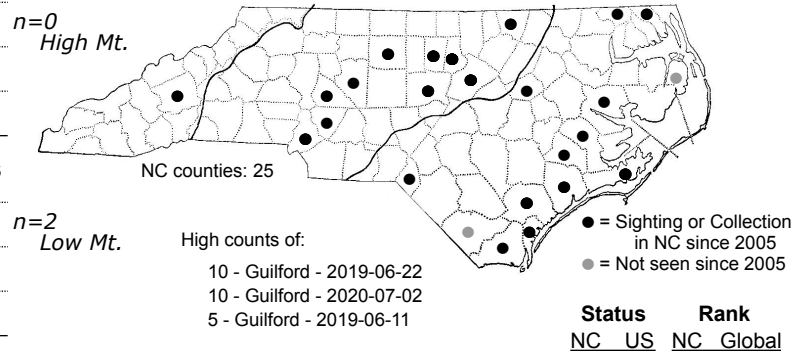 n=0
High Mt.
NC counties: 25
n=2
Low Mt.
High counts of:
10 - Guilford - 2019-06-22
10 - Guilford - 2020-07-02
5 - Guilford - 2019-06-11
= Sighting or Collection
in NC since 2005
= Not seen since 2005
Status Rank
NC US NC Global